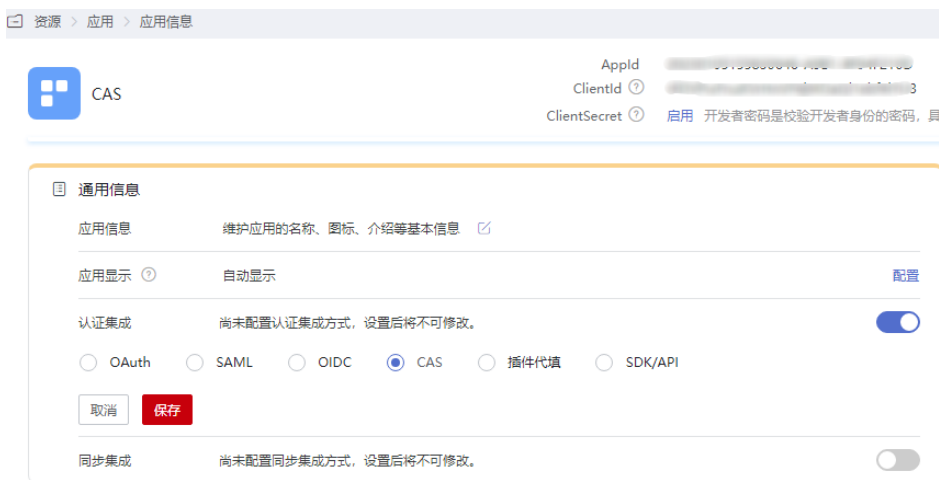 资源 > 应用 > 应用信息
CAS
AppId
ClientId
ClientSecret 启用 开发者密码是校验开发者身份的密码，具
通用信息
应用信息 维护应用的名称、图标、介绍等基本信息
应用显示 自动显示 配置
认证集成 尚未配置认证集成方式，设置后将不可修改。
OAuth SAML OIDC CAS 插件代填 SDK/API
取消 保存
同步集成 尚未配置同步集成方式，设置后将不可修改。